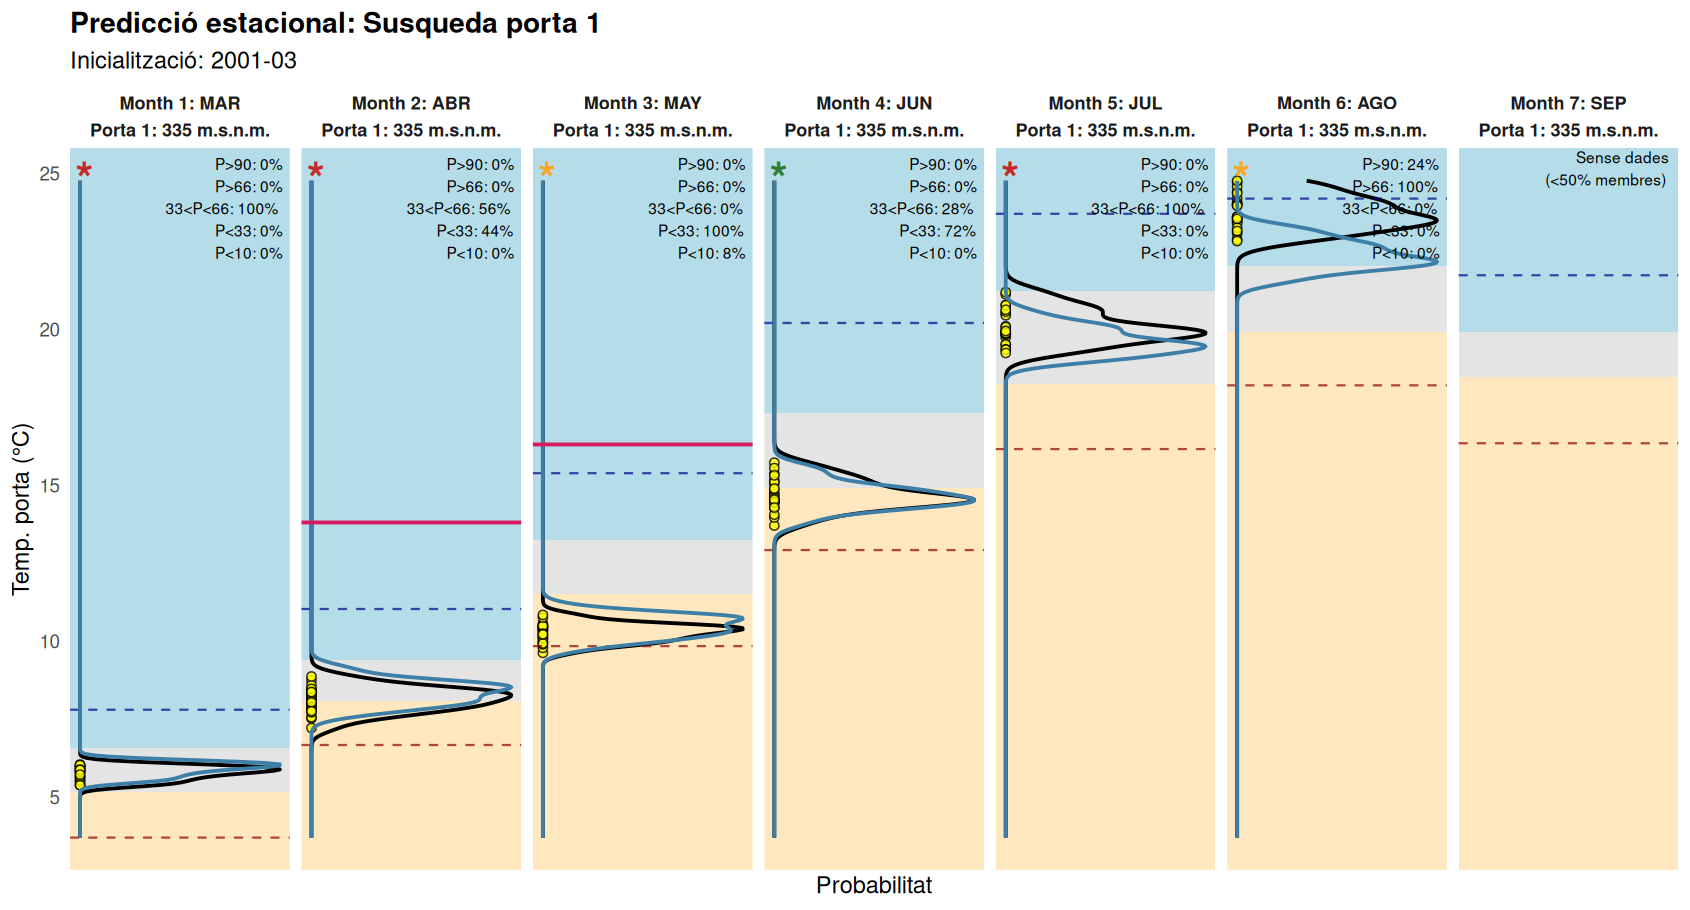 Predicció estacional: Susqueda porta 1
Inicialització: 2001-03
Month 1: MAR
Porta 1: 335 m.s.n.m.
Month 2: ABR
Porta 1: 335 m.s.n.m.
Month 3: MAY
Porta 1: 335 m.s.n.m.
Month 4: JUN
Porta 1: 335 m.s.n.m.
Month 5: JUL
Porta 1: 335 m.s.n.m.
Month 6: AGO
Porta 1: 335 m.s.n.m.
Month 7: SEP
Porta 1: 335 m.s.n.m.
Temp. porta (°C)
25
20
15
10
5
*
P>90: 0%
P>66: 0%
33<P<66: 100%
P<33: 0%
P<10: 0%
*
P>90: 0%
P>66: 0%
33<P<66: 56%
P<33: 44%
P<10: 0%
*
P>90: 0%
P>66: 0%
33<P<66: 0%
P<33: 100%
P<10: 8%
*
P>90: 0%
P>66: 0%
33<P<66: 28%
P<33: 72%
P<10: 0%
*
P>90: 0%
P>66: 0%
33<P<66: 100%
P<33: 0%
P<10: 0%
*
P>90: 24%
P>66: 100%
33<P<66: 0%
P<33: 0%
P<10: 0%
Sense dades
(<50% membres)
Probabilitat